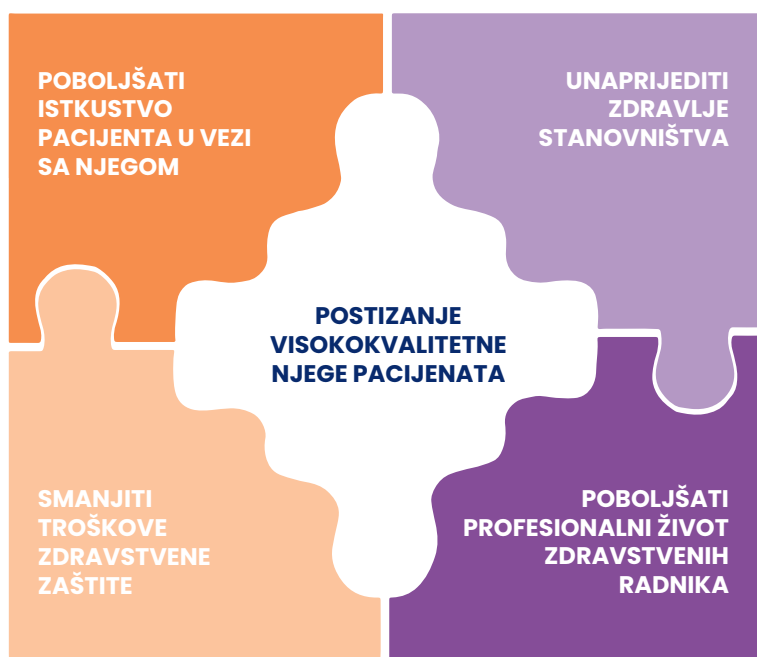 POBOLJŠATI
ISTKUSTVO
PACIJENTA U VEZI
SA NJEGOM
UNAPRIJEDITI
ZDRAVLJE
STANOVNIŠTVA
POSTIZANJE
VISOKOKVALITETNE
NJEGE PACIJENATA
SMANJITI
TROŠKOVE
ZDRAVSTVENE
ZAŠTITE
POBOLJŠATI
PROFESIONALNI ŽIVOT
ZDRAVSTVENIH
RADNIKA